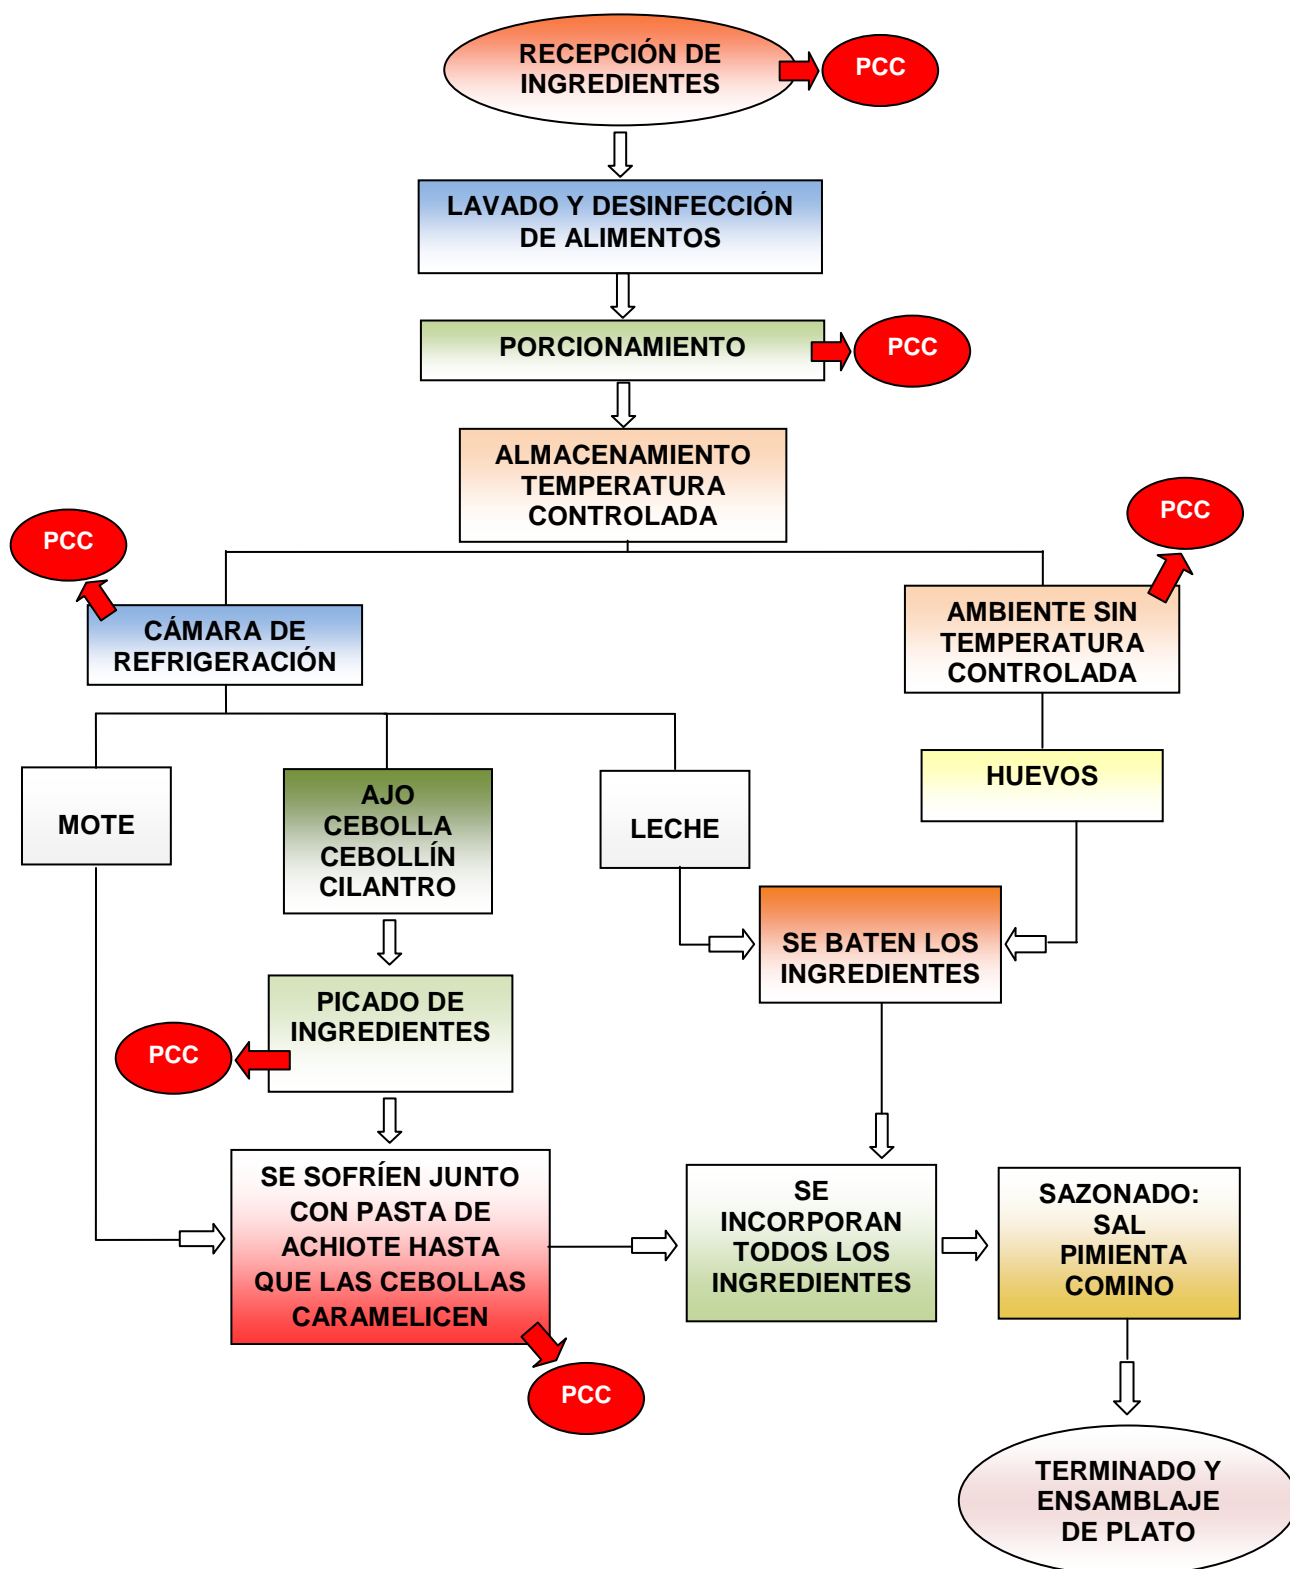 RECEPCIÓN DE
INGREDIENTES
PCC
LAVADO Y DESINFECCIÓN
DE ALIMENTOS
PORCIONAMIENTO
PCC
ALMACENAMIENTO
TEMPERATURA
CONTROLADA
PCC
PCC
CÁMARA DE
REFRIGERACIÓN
AMBIENTE SIN
TEMPERATURA
CONTROLADA
MOTE
AJO
CEBOLLA
CEBOLLÍN
CILANTRO
LECHE
HUEVOS
SE BATEN LOS
INGREDIENTES
PICADO DE
INGREDIENTES
PCC
SE SOFRÍEN JUNTO
CON PASTA DE
ACHIOTE HASTA
QUE LAS CEBOLLAS
CARAMELICEN
PCC
SE
INCORPORAN
TODOS LOS
INGREDIENTES
SAZONADO:
SAL
PIMIENTA
COMINO
TERMINADO Y
ENSAMBLAJE
DE PLATO